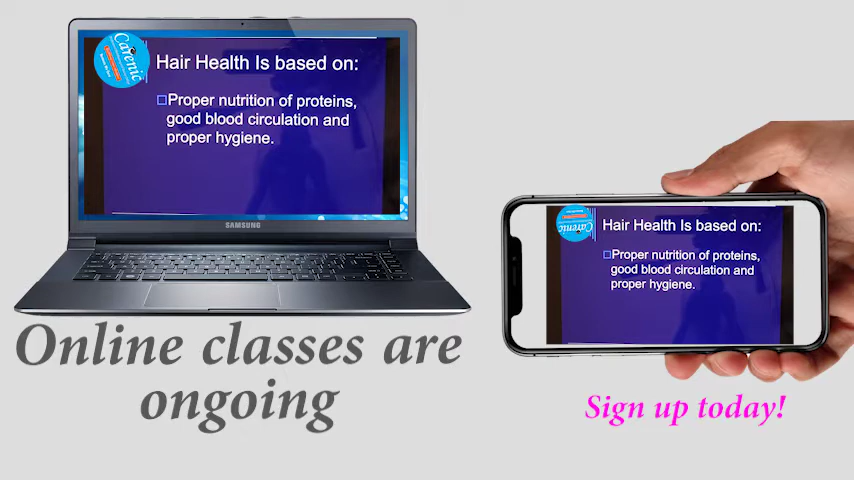 Carenic
Hair Health Is based on:
Proper nutrition of proteins,
good blood circulation and
proper hygiene.
SAMSUNG
Online classes are
ongoing
Carenic
Hair Health Is based on:
Proper nutrition of proteins,
good blood circulation and
proper hygiene.
Sign up today!